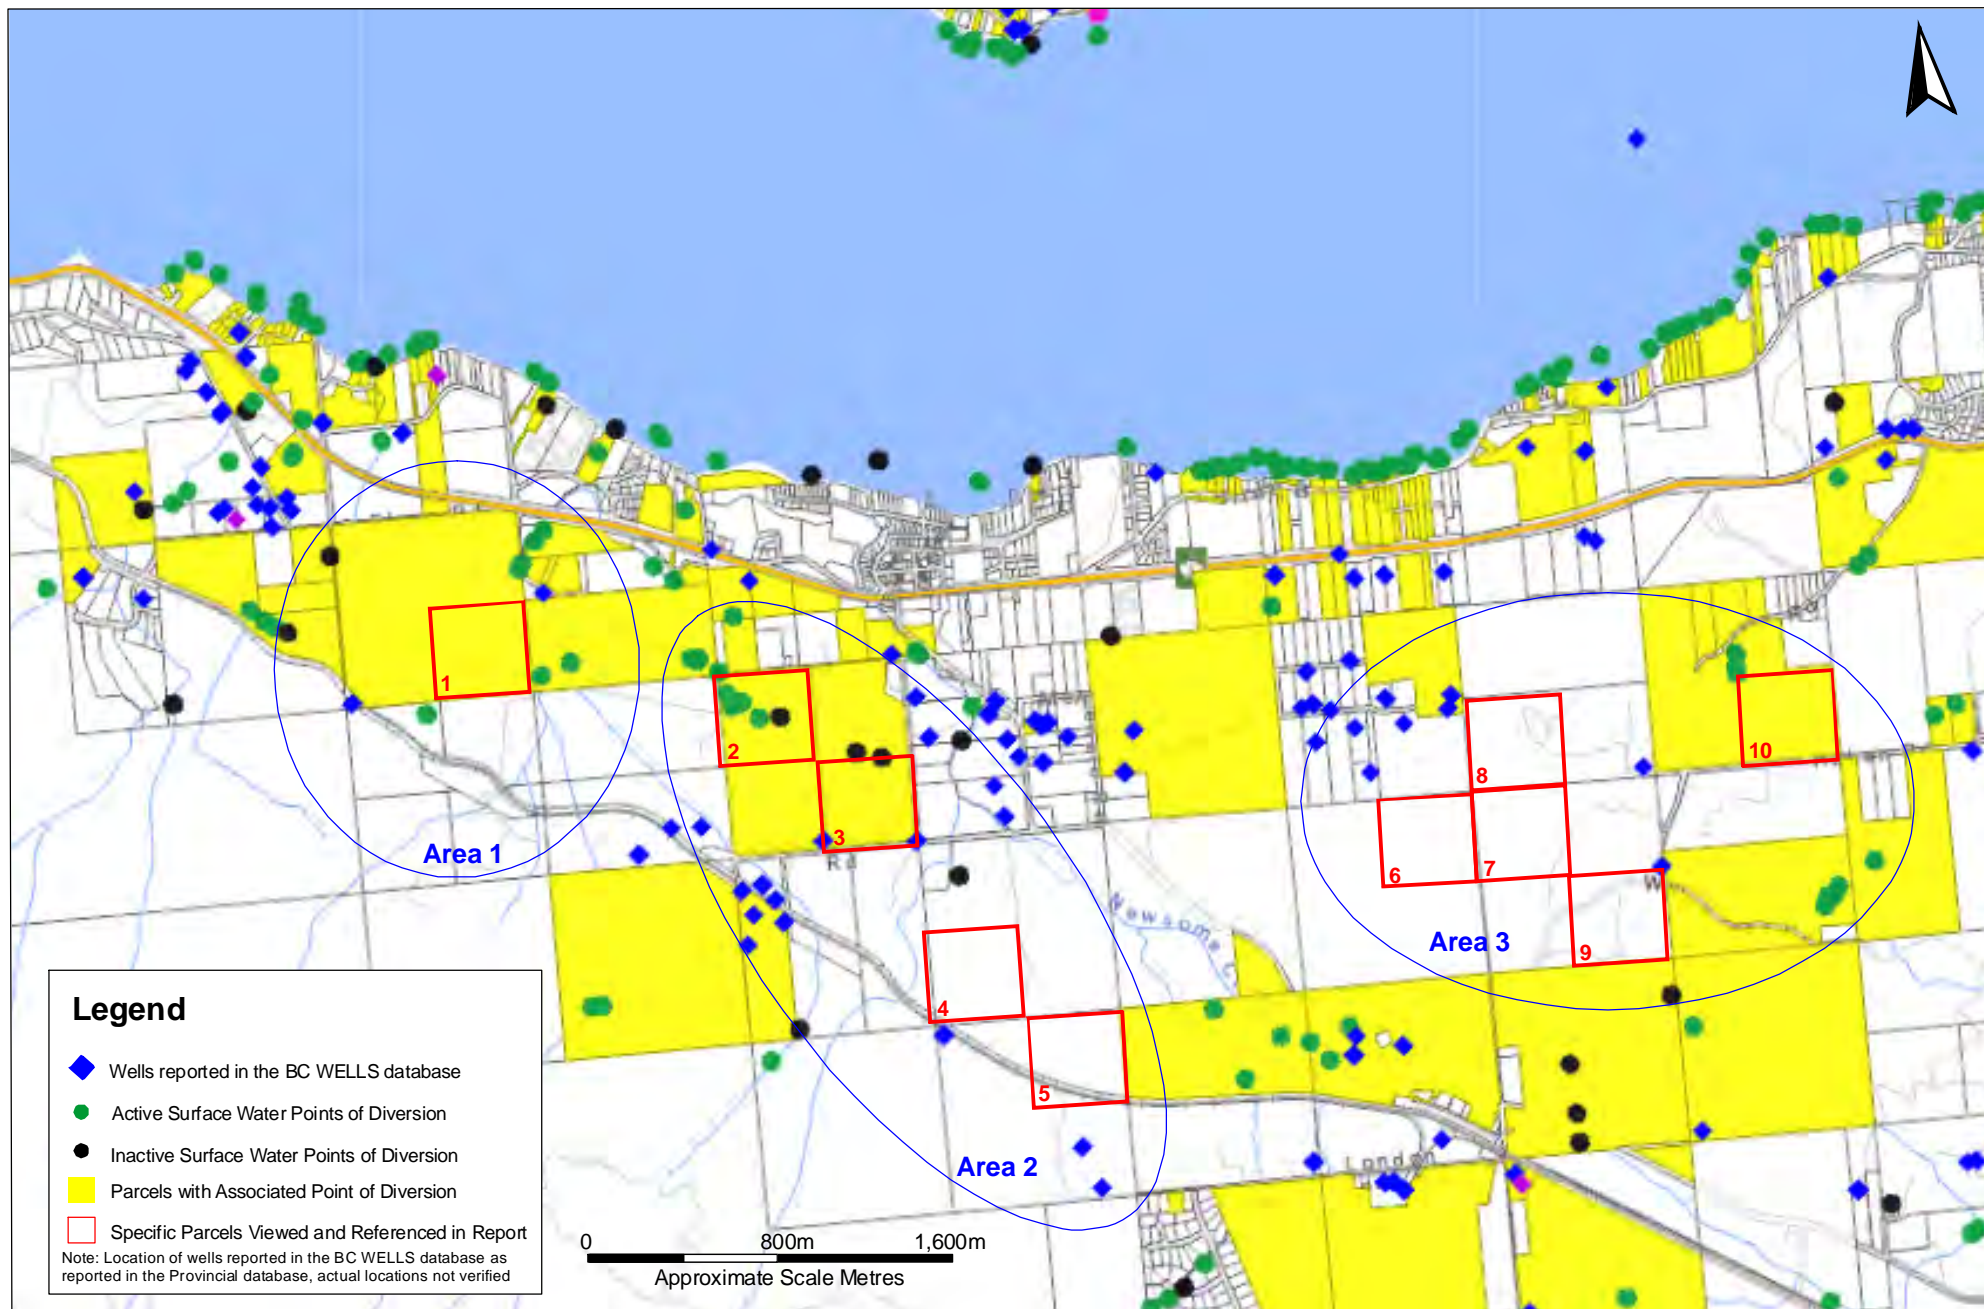 1
2
3
Rd
Area 1
4
5
Newsome C
Area 2
6
7
8
9
10
W
Area 3
Legend
Wells reported in the BC WELLS database
Active Surface Water Points of Diversion
Inactive Surface Water Points of Diversion
Parcels with Associated Point of Diversion
Specific Parcels Viewed and Referenced in Report
Note: Location of wells reported in the BC WELLS database as
reported in the Provincial database, actual locations not verified
0 800m 1,600m
Approximate Scale Metres